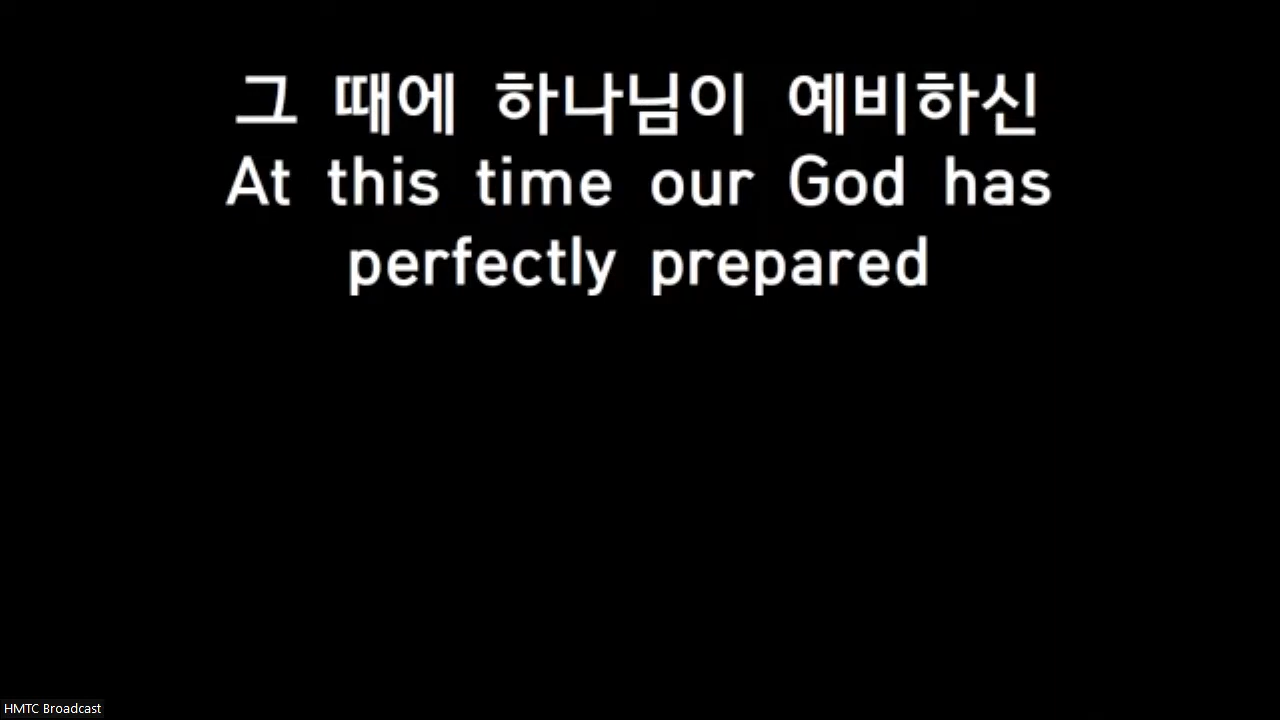 그 때에 하나님이 예비하신
At this time our God has
perfectly prepared
HMTC Broadcast